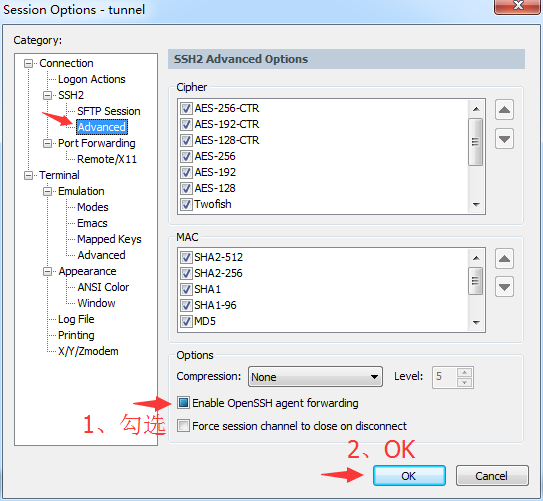 Session Options - tunnel
Category:
Connection
Logon Actions
SSH2
SFTP Session
Advanced
Port Forwarding
Remote/X11
Terminal
Emulation
Modes
Emacs
Mapped Keys
Advanced
Appearance
ANSI Color
Window
Log File
Printing
X/Y/Zmodem
SSH2 Advanced Options
Cipher
AES-256-CTR
AES-192-CTR
AES-128-CTR
AES-256
AES-192
AES-128
Twofish
MAC
SHA2-512
SHA2-256
SHA1
SHA1-96
MD5
Options
Compression: None Level: 5
Enable OpenSSH agent forwarding
1、勾选
Force session channel to close on disconnect
2、OK
OK Cancel